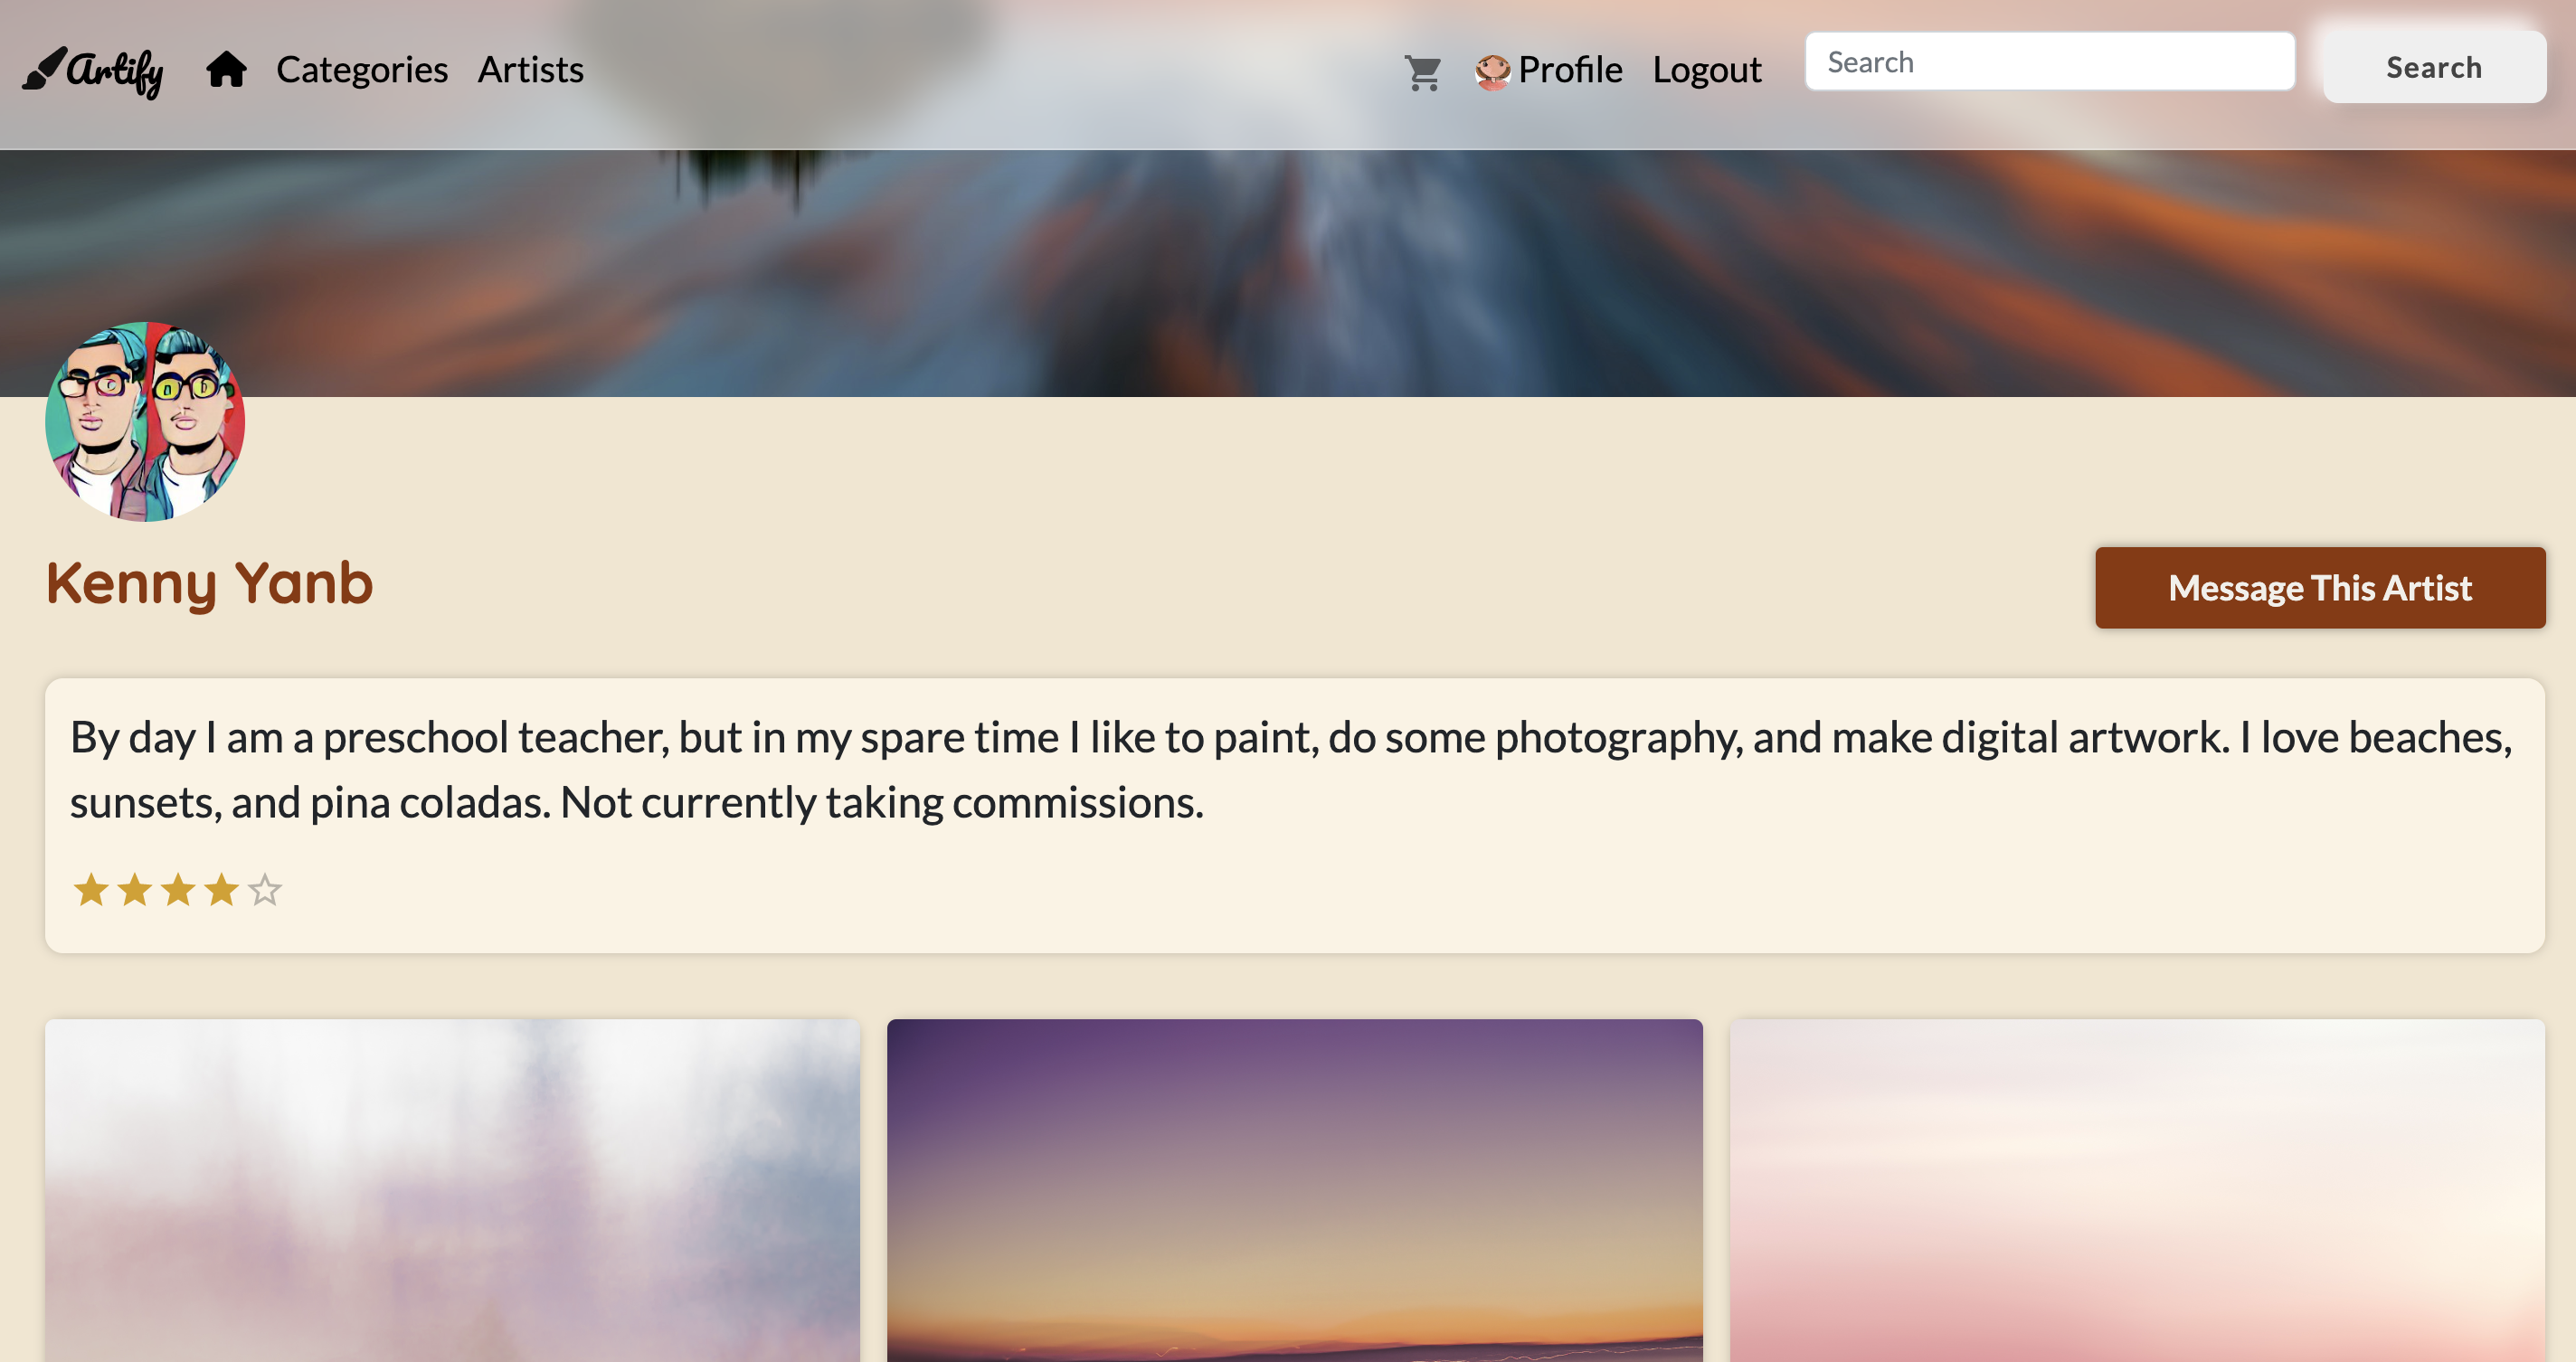 Artify Categories Artists Profile Logout Search Search
Kenny Yanb
Message This Artist
By day I am a preschool teacher, but in my spare time I like to paint, do some photography, and make digital artwork. I love beaches,
sunsets, and pina coladas. Not currently taking commissions.